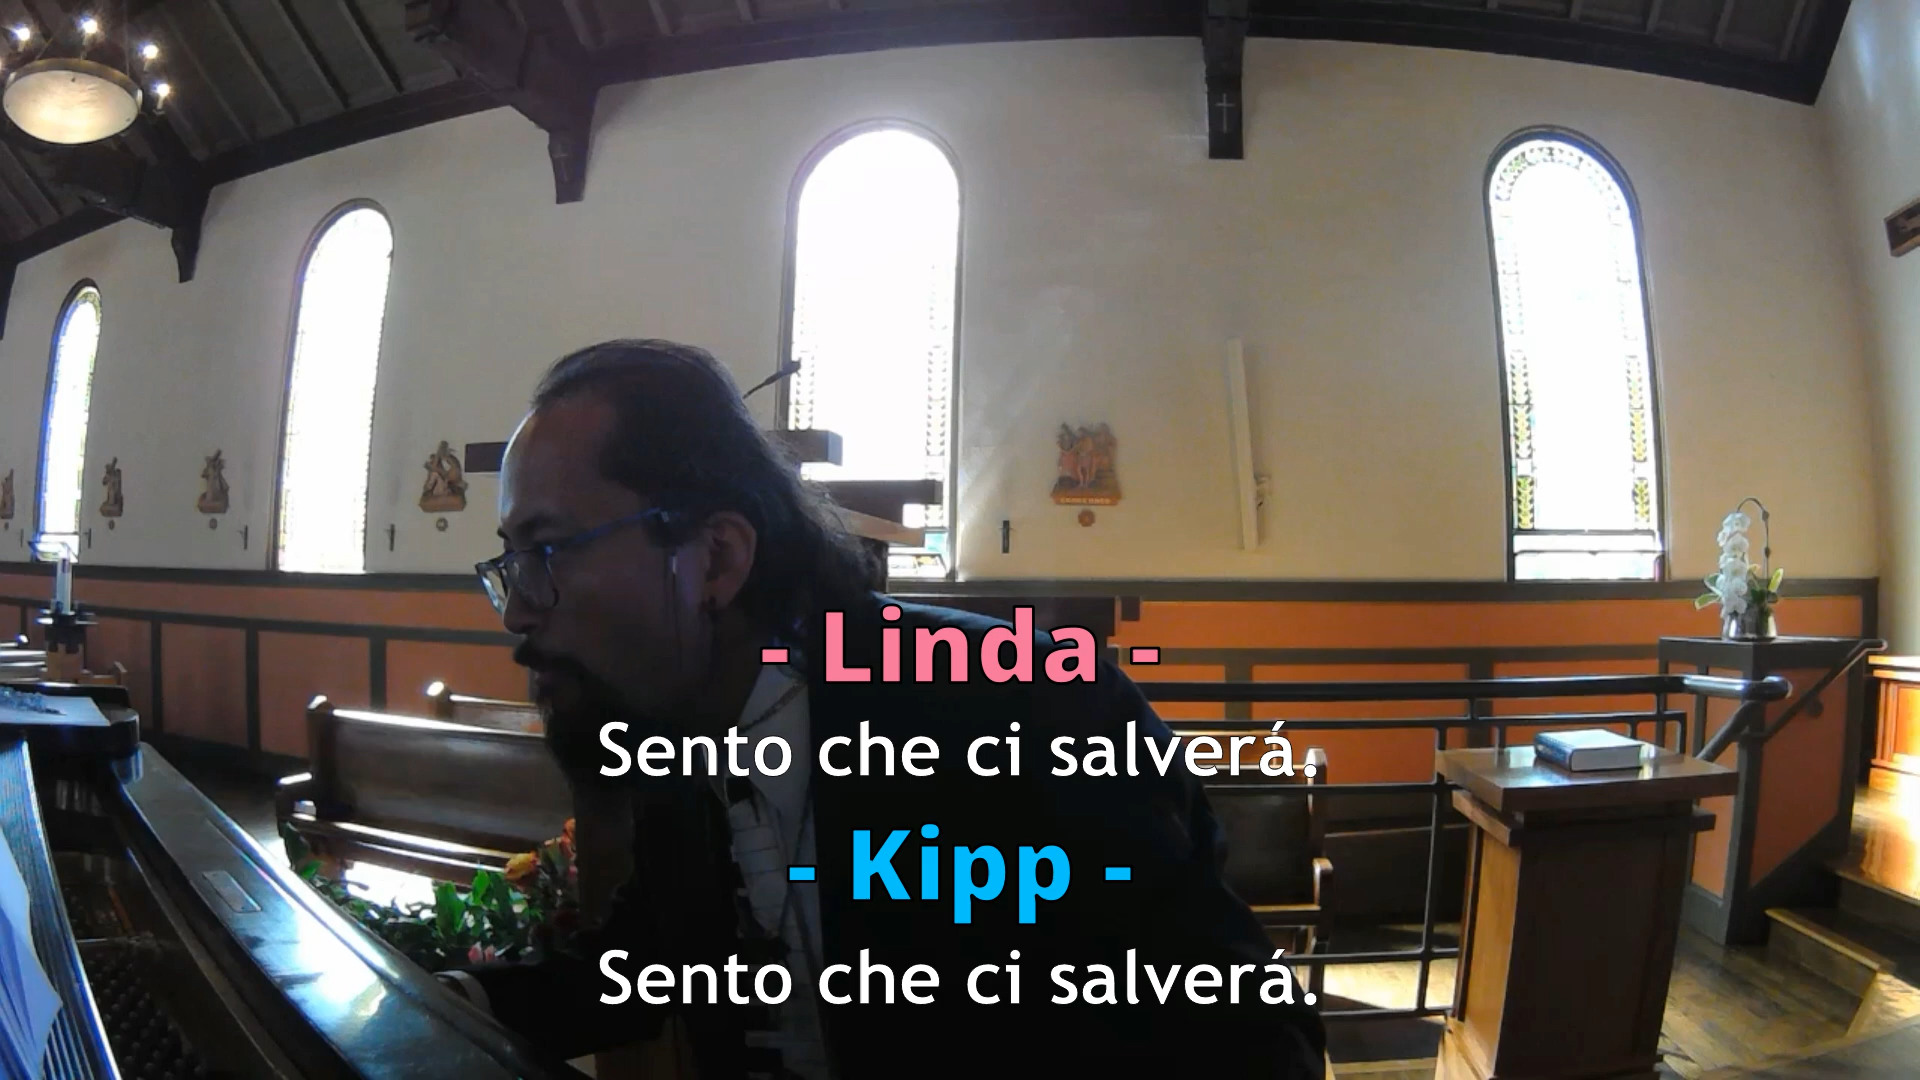 - Linda -
Sento che ci salverá.
- Kipp -
Sento che ci salverá.